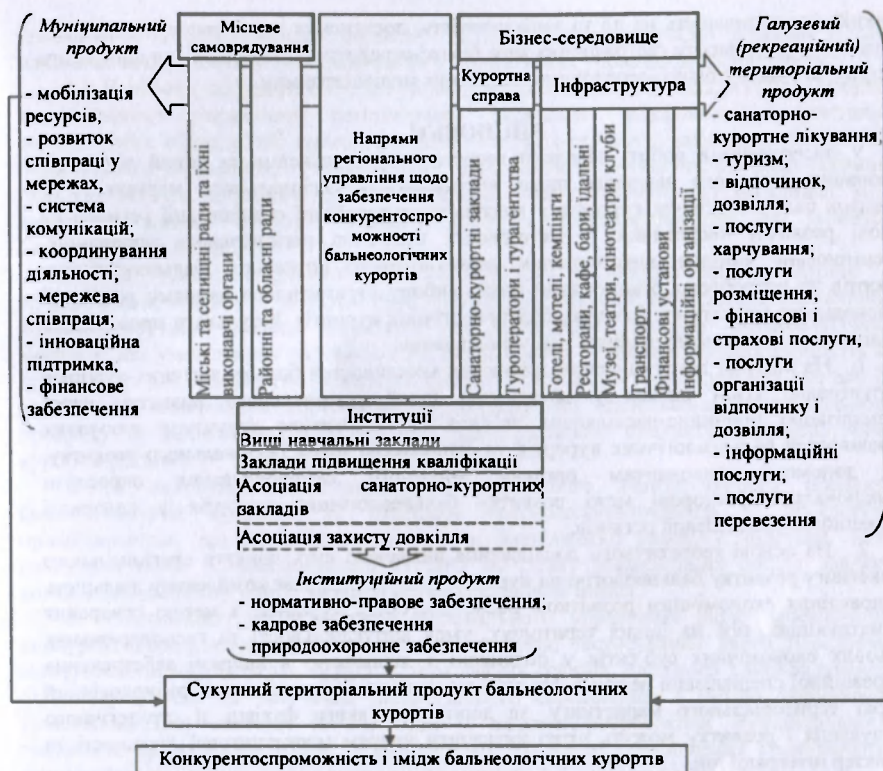 Муніципальний
продукт
- мобілізація
ресурсів,
- розвиток
співпраці у
мережах,
- система
комунікацій;
- координування
діяльності:
- мережева
співпраця;
- інноваційна
підтримка,
- фінансове
забезпечення
Місцеве
самоврядування
Міські та селищні ради та їхні
виконавчі органи
Районні та обласні ради
Напрями
регіонального
управління щодо
забезпечення
конкурентоспро-
можності
бальнеологічних
курортів
Бізнес-середовище
Курортна
справа
Інфраструктура
Санаторно-курортні заклади
Туроператори і турагентства
Готелі, мотелі, кемпінги
Ресторани, кафе, бари, їдальні
Музеї, театри, кінотеатри, клуби
Транспорт
Фінансові установи
Інформаційні організації
Галузевий
(рекреаційний)
територіальний
продукт
- санаторно-
курортне лікування;
- туризм;
- відпочинок,
дозвілля;
- послуги
харчування;
- послуги
розміщення;
- фінансові і
страхові послуги,
- послуги
організації
відпочинку і
дозвілля:
- інформаційні
послуги;
- послуги
перевезення
Інституції
Вищі навчальні заклади
Заклади підвищення кваліфікації
Асоціація санаторно-курортних
закладів
Асоціація захисту довкілля
Інституційний продукт
- нормативно-правове забезпечення;
- кадрове забезпечення
природоохоронне забезпечення
Сукупний територіальний продукт бальнеологічних
курортів
Конкурентоспроможність і імідж бальнеологічних курортів